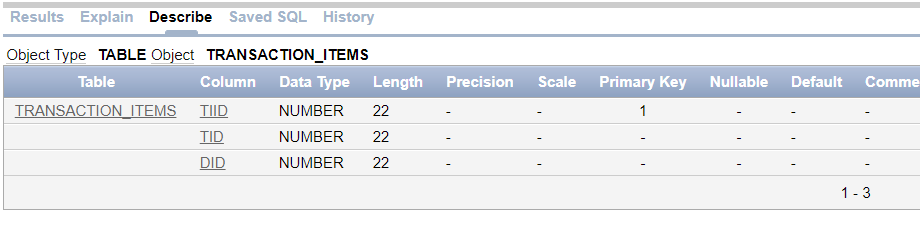 Results Explain Describe Saved SQL History
Object Type TABLE Object TRANSACTION_ITEMS
Table Column Data Type Length Precision Scale Primary Key Nullable Default Comme
TRANSACTION_ITEMS TIID NUMBER 22 - - 1 - - -
TID NUMBER 22 - - - - - -
DID NUMBER 22 - - - - - -
1 - 3